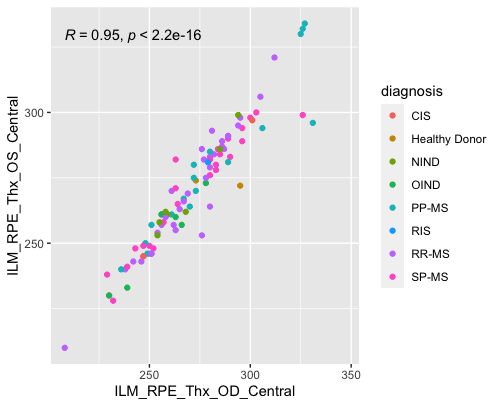 R = 0.95, p < 2.2e-16
ILM_RPE_Thx_OS_Central
300
250
250
300
350
ILM_RPE_Thx_OD_Central
diagnosis
CIS
Healthy Donor
NIND
OIND
PP-MS
RIS
RR-MS
SP-MS